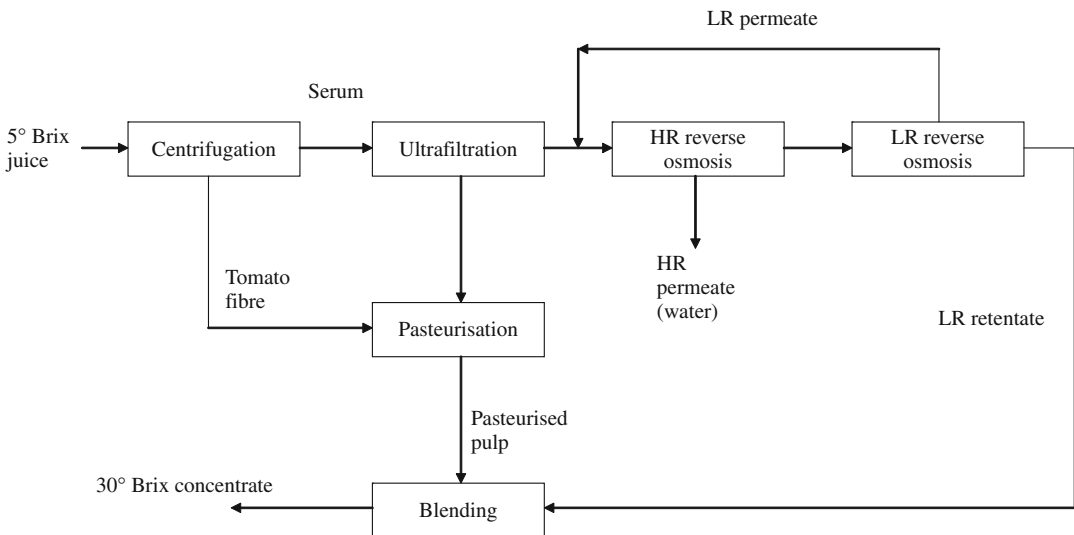 LR permeate
Serum
5° Brix
juice
Centrifugation
Ultrafiltration
HR reverse
osmosis
LR reverse
osmosis
Tomato
fibre
HR
permeate
(water)
Pasteurisation
LR retentate
Pasteurised
pulp
30° Brix concentrate
Blending